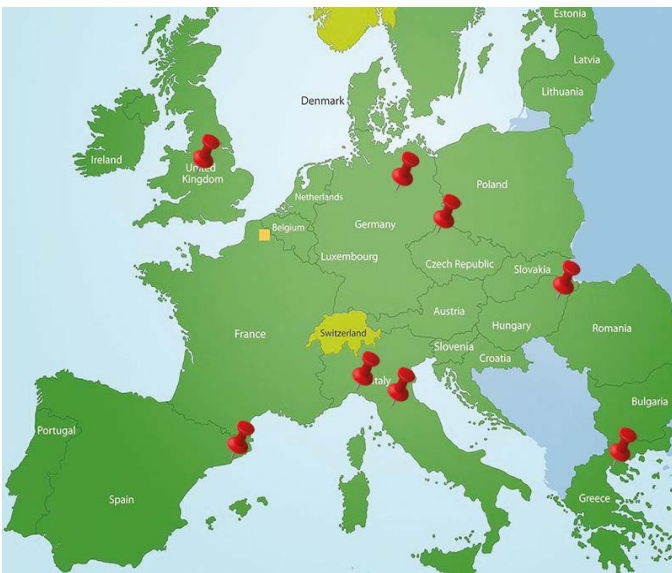 Estonia
Latvia
Lithuania
Denmark
Ireland
United
Kingdom
Netherlands
Poland
Germany
Belgium
Luxembourg
Czech Republic
Slovakia
Austria
France
Switzerland
Hungary
Romania
Slovenia
Croatia
Italy
Bulgaria
Portugal
Spain
Greece